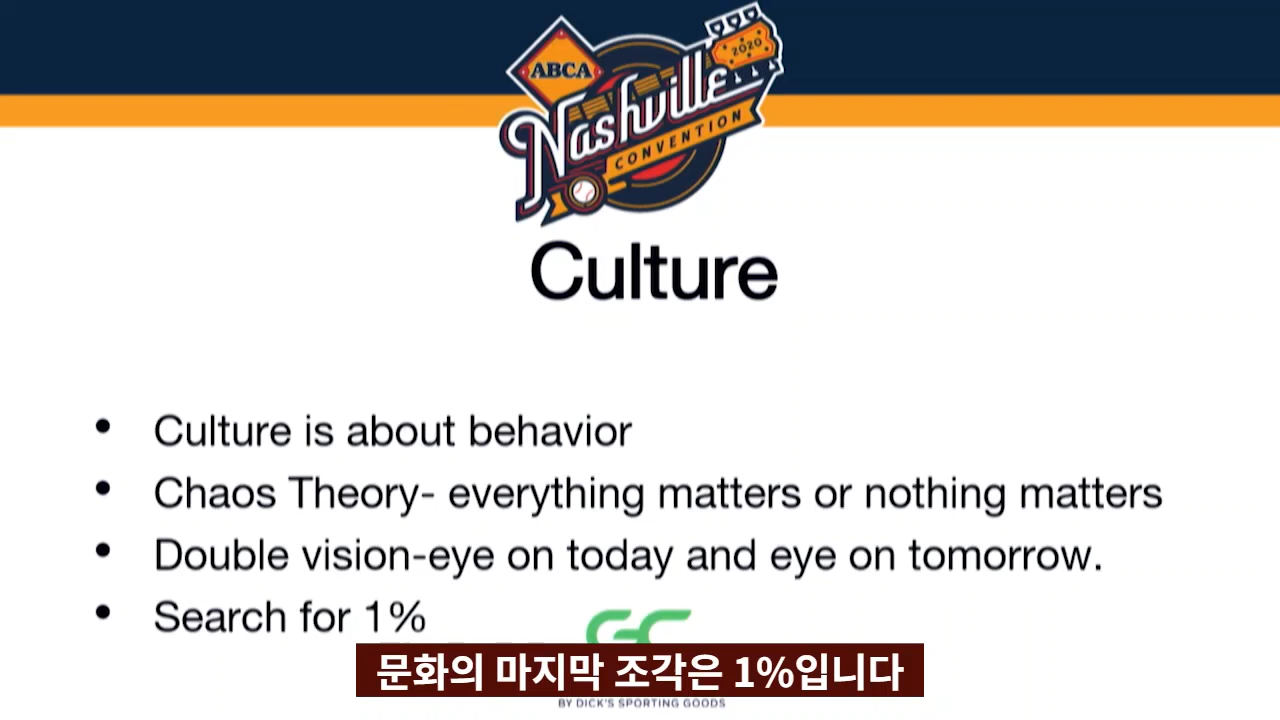 ABCA
Nashville
2020
CONVENTION
Culture
• Culture is about behavior
• Chaos Theory- everything matters or nothing matters
• Double vision-eye on today and eye on tomorrow.
• Search for 1%
GC
문화의 마지막 조각은 1%입니다
BY DICK'S SPORTING GOODS